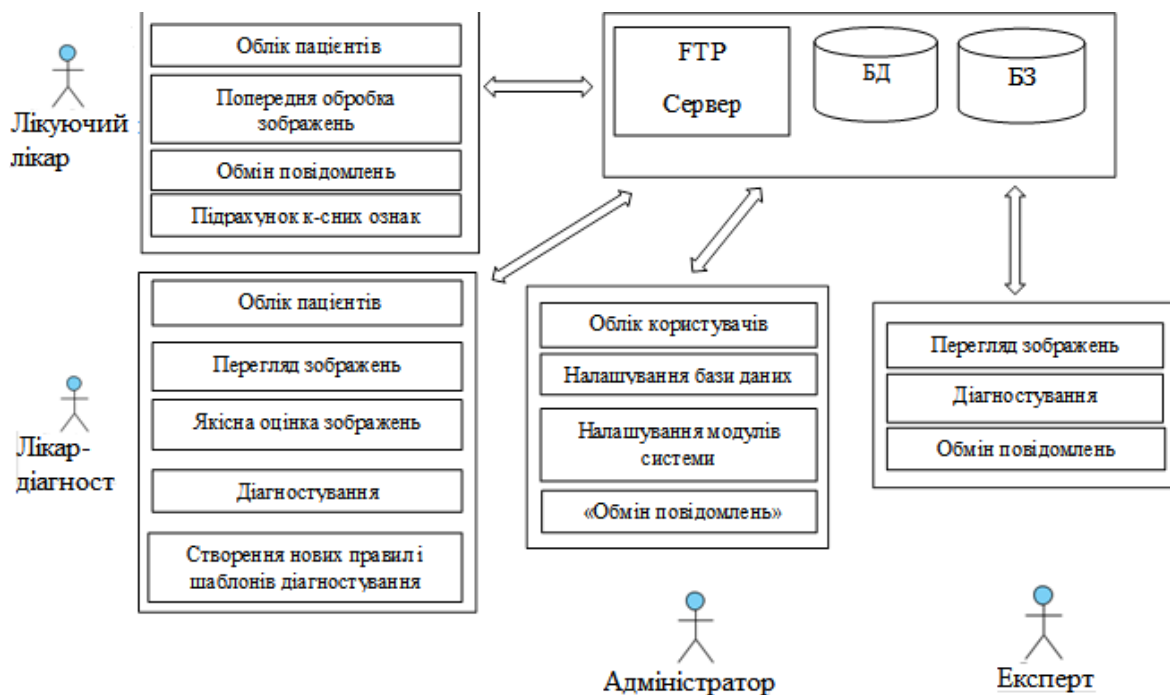 Облік пацієнтів
Попередня обробка
зображень
Обмін повідомлень
Підрахунок к-сних ознак
Лікуючий
лікар
FTP
Сервер
БД
БЗ
Облік пацієнтів
Перегляд зображень
Якісна оцінка зображень
Діагностування
Створення нових правил і
шаблонів діагностування
Лікар-
діагност
Облік користувачів
Налашування бази даних
Налашування модулів
системи
«Обмін повідомлень»
Перегляд зображень
Діагностування
Обмін повідомлень
Адміністратор
Експерт